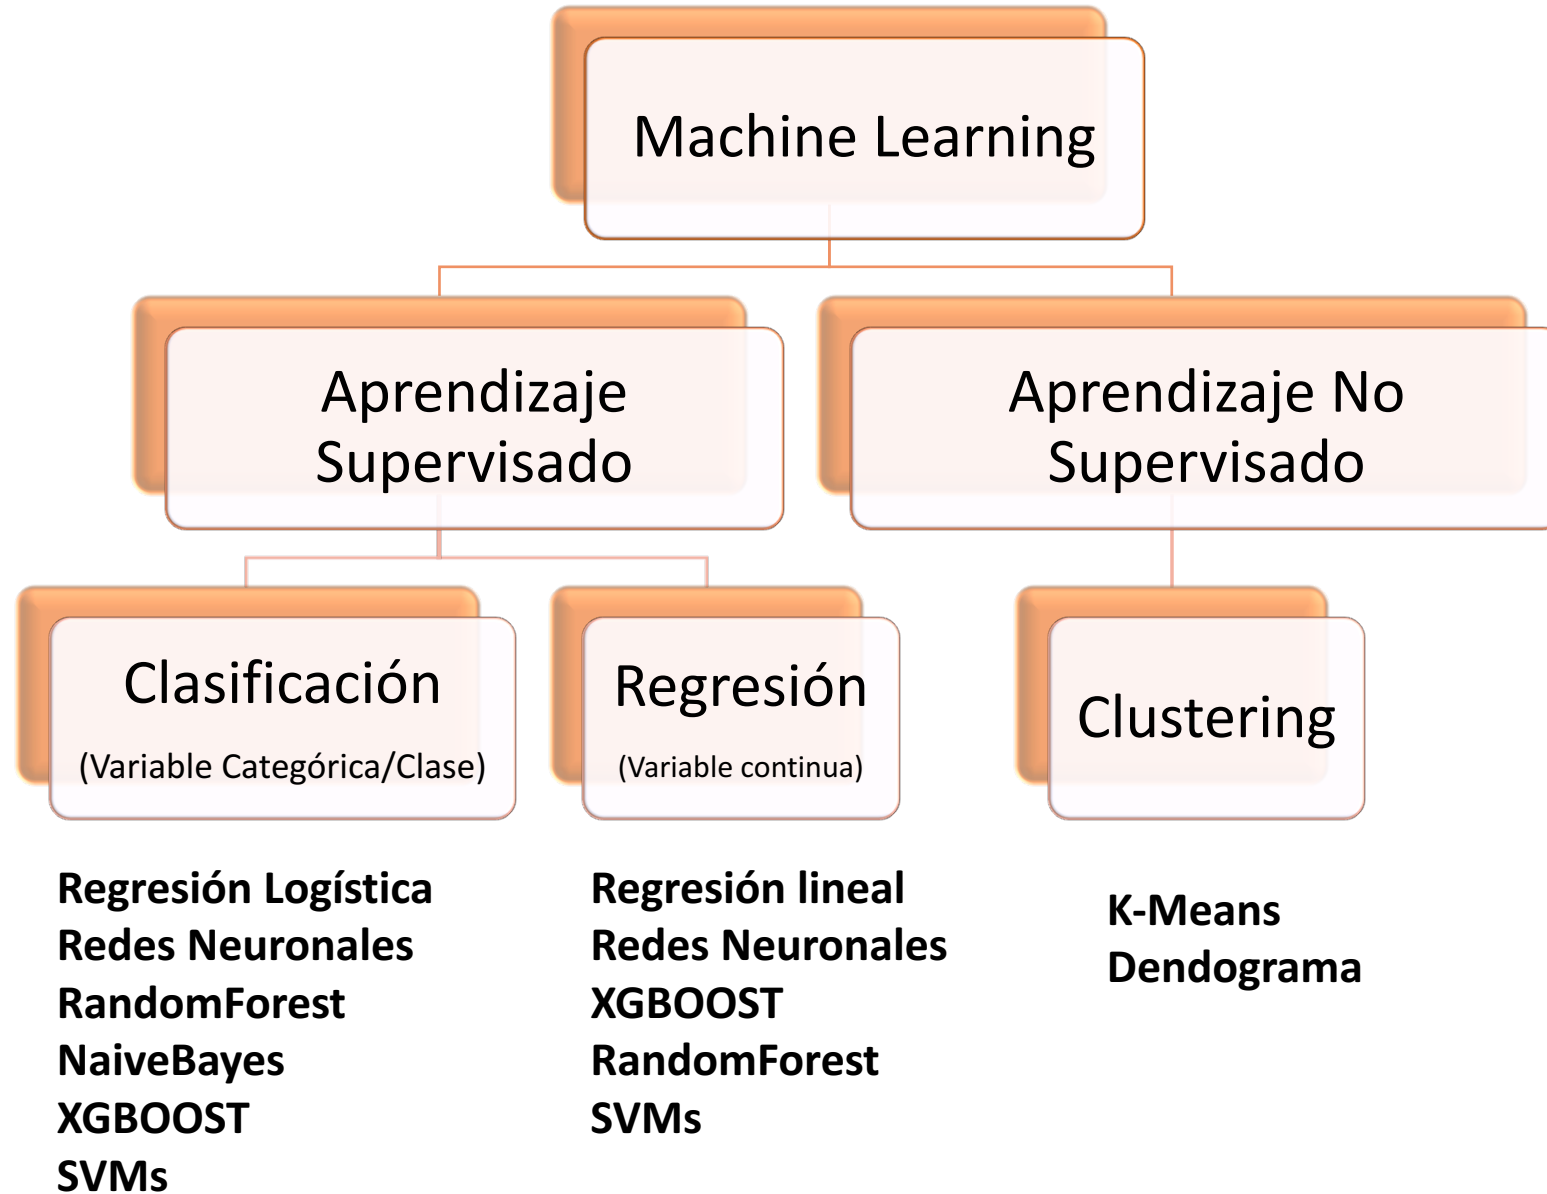 Machine Learning
Aprendizaje
Supervisado
Aprendizaje No
Supervisado
Clasificación
(Variable Categórica/Clase)
Regresión
(Variable continua)
Clustering
Regresión Logística
Redes Neuronales
RandomForest
NaiveBayes
XGBOOST
SVMs
Regresión lineal
Redes Neuronales
XGBOOST
RandomForest
SVMs
K-Means
Dendograma